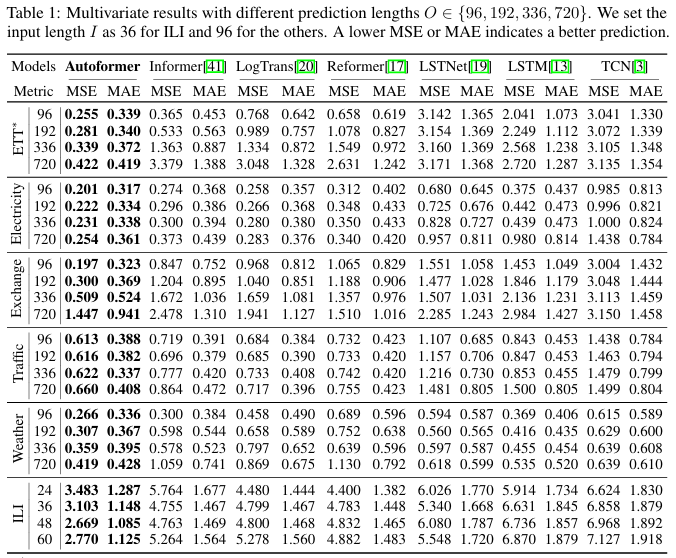 Table 1: Multivariate results with different prediction lengths O ∈ {96, 192, 336, 720}. We set the
input length I as 36 for ILI and 96 for the others. A lower MSE or MAE indicates a better prediction.
Models Autoformer Informer[41] LogTrans[20] Reformer[17] LSTNet[19] LSTM[13] TCN[3]
Metric MSE MAE MSE MAE MSE MAE MSE MAE MSE MAE MSE MAE MSE MAE
ETT*
96 0.255 0.339 0.365 0.453 0.768 0.642 0.658 0.619 3.142 1.365 2.041 1.073 3.041 1.330
192 0.281 0.340 0.533 0.563 0.989 0.757 1.078 0.827 3.154 1.369 2.249 1.112 3.072 1.339
336 0.339 0.372 1.363 0.887 1.334 0.872 1.549 0.972 3.160 1.369 2.568 1.238 3.105 1.348
720 0.422 0.419 3.379 1.388 3.048 1.328 2.631 1.242 3.171 1.368 2.720 1.287 3.135 1.354
Electricity
96 0.201 0.317 0.274 0.368 0.258 0.357 0.312 0.402 0.680 0.645 0.375 0.437 0.985 0.813
192 0.222 0.334 0.296 0.386 0.266 0.368 0.348 0.433 0.725 0.676 0.442 0.473 0.996 0.821
336 0.231 0.338 0.300 0.394 0.280 0.380 0.350 0.433 0.828 0.727 0.439 0.473 1.000 0.824
720 0.254 0.361 0.373 0.439 0.283 0.376 0.340 0.420 0.957 0.811 0.980 0.814 1.438 0.784
Exchange
96 0.197 0.323 0.847 0.752 0.968 0.812 1.065 0.829 1.551 1.058 1.453 1.049 3.004 1.432
192 0.300 0.369 1.204 0.895 1.040 0.851 1.188 0.906 1.477 1.028 1.846 1.179 3.048 1.444
336 0.509 0.524 1.672 1.036 1.659 1.081 1.357 0.976 1.507 1.031 2.136 1.231 3.113 1.459
720 1.447 0.941 2.478 1.310 1.941 1.127 1.510 1.016 2.285 1.243 2.984 1.427 3.150 1.458
Traffic
96 0.613 0.388 0.719 0.391 0.684 0.384 0.732 0.423 1.107 0.685 0.843 0.453 1.438 0.784
192 0.616 0.382 0.696 0.379 0.685 0.390 0.733 0.420 1.157 0.706 0.847 0.453 1.463 0.794
336 0.622 0.337 0.777 0.420 0.733 0.408 0.742 0.420 1.216 0.730 0.853 0.455 1.479 0.799
720 0.660 0.408 0.864 0.472 0.717 0.396 0.755 0.423 1.481 0.805 1.500 0.805 1.499 0.804
Weather
96 0.266 0.336 0.300 0.384 0.458 0.490 0.689 0.596 0.594 0.587 0.369 0.406 0.615 0.589
192 0.307 0.367 0.598 0.544 0.658 0.589 0.752 0.638 0.560 0.565 0.416 0.435 0.629 0.600
336 0.359 0.395 0.578 0.523 0.797 0.652 0.639 0.596 0.597 0.587 0.455 0.454 0.639 0.608
720 0.419 0.428 1.059 0.741 0.869 0.675 1.130 0.792 0.618 0.599 0.535 0.520 0.639 0.610
ILI
24 3.483 1.287 5.764 1.677 4.480 1.444 4.400 1.382 6.026 1.770 5.914 1.734 6.624 1.830
36 3.103 1.148 4.755 1.467 4.799 1.467 4.783 1.448 5.340 1.668 6.631 1.845 6.858 1.879
48 2.669 1.085 4.763 1.469 4.800 1.468 4.832 1.465 6.080 1.787 6.736 1.857 6.968 1.892
60 2.770 1.125 5.264 1.564 5.278 1.560 4.882 1.483 5.548 1.720 6.870 1.879 7.127 1.918